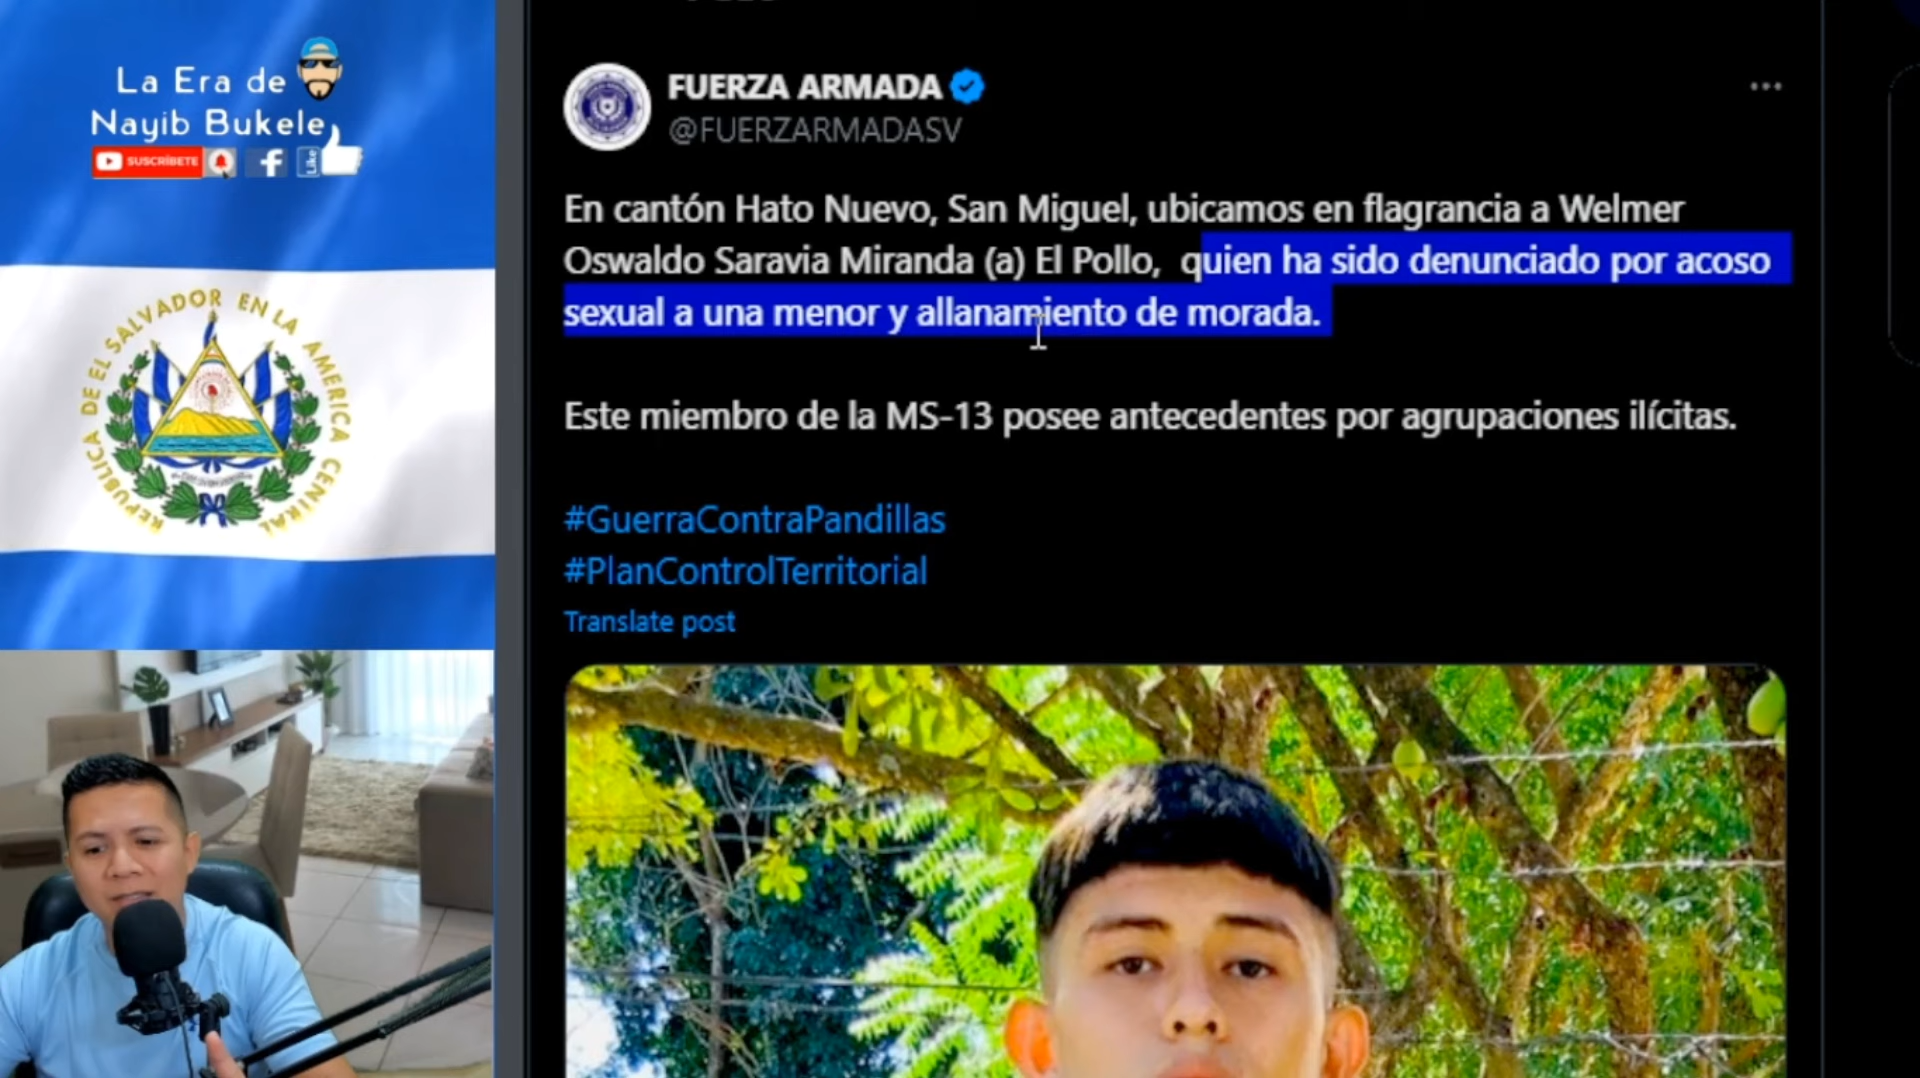 La Era de
Nayib Bukele
SUSCRÍBETE
Like
REPUBLICA DE EL SALVADOR EN LA AMERICA CENTRAL
FUERZA ARMADA
@FUERZARMADASV
En cantón Hato Nuevo, San Miguel, ubicamos en flagrancia a Welmer
Oswaldo Saravia Miranda (a) El Pollo, quien ha sido denunciado por acoso
sexual a una menor y allanamiento de morada.
Este miembro de la MS-13 posee antecedentes por agrupaciones ilícitas.
#GuerraContraPandillas
#PlanControlTerritorial
Translate post